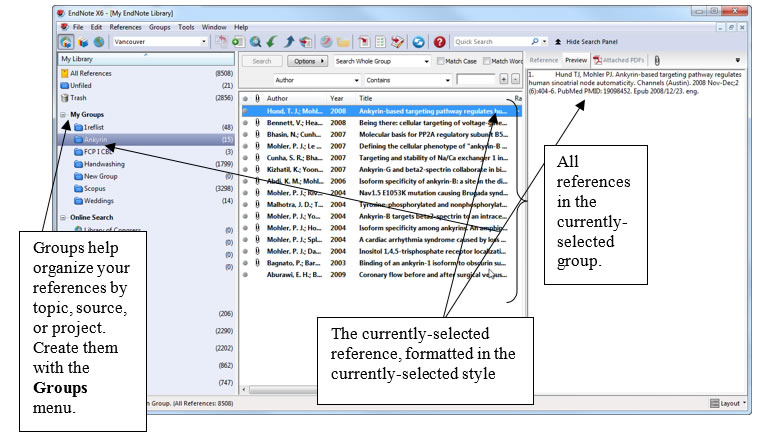 EndNote X6 - [My EndNote Library]
File Edit References Groups Tools Window Help
Vancouver
Quick Search
Hide Search Panel
My Library
All References (8508)
Unfiled (21)
Trash (2856)
My Groups
1reflist (48)
Ankyrin (15)
FCP I CBL (3)
Handwashing (1799)
New Group (0)
Scopus (3298)
Weddings (14)
Online Search
Library of Congress (0)
(0)
(0)
(0)
(206)
(2290)
(2202)
(862)
(747)
Search Options Search Whole Group Match Case Match Word
Author Contains
Author Year Title Ra
Hund, T. J.; Mohl... 2008 Ankyrin-based targeting pathway regulates hu...
Bennett, V.; Hea... 2008 Being there: cellular targeting of voltage-
Bhasin, N.; Cunh... 2007 Molecular basis for PP2A regulatory subunit B5...
Mohler, P. J.; Le ... 2007 Defining the cellular phenotype of "ankyrin-B ...
Cunha, S. R.; Bha... 2007 Targeting and stability of Na/Ca exchanger 1 in...
Kizhatil, K.; Yoon... 2007 Ankyrin-G and beta2-spectrin collaborate in bi...
Abdi, K. M.; Mohl... 2006 Isoform specificity of ankyrin-B: a site in the di...
Mohler, P. J.; Riv... 2004 Nav1.5 E1053K mutation causing Brugada synd...
Malhotra, J. D.; T... 2004 Tyrosine-phosphorylated and nonphosphorylat...
Mohler, P. J.; Yo... 2004 Ankyrin-B targets beta2-spectrin to an intrace...
Mohler, P. J.; Ho... 2004 Isoform specificity among ankyrins. An amphip...
Mohler, P. J.; Spl... 2004 A cardiac arrhythmia syndrome caused by loss ...
Mohler, P. J.; Da... 2004 Inositol 1,4,5-trisphosphate receptor localizati...
Bagnato, P.; Bar... 2003 Binding of an ankyrin-1 isoform to obscurin su...
Aburawi, E. H.; B... 2009 Coronary flow before and after surgical
Reference Preview Attached PDFs
1. Hund TJ, Mohler PJ. Ankyrin-based targeting pathway regulates
human sinoatrial node automaticity. Channels (Austin). 2008 Nov-Dec;2
(6):404-6. PubMed PMID: 19098452. Epub 2008/12/23. eng.
All
references
in the
currently-
selected
group.
Groups help
organize your
references by
topic, source,
or project.
Create them
with the
Groups
menu.
The currently-selected
reference, formatted in the
currently-selected style
Group. (All References: 8508)
Layout